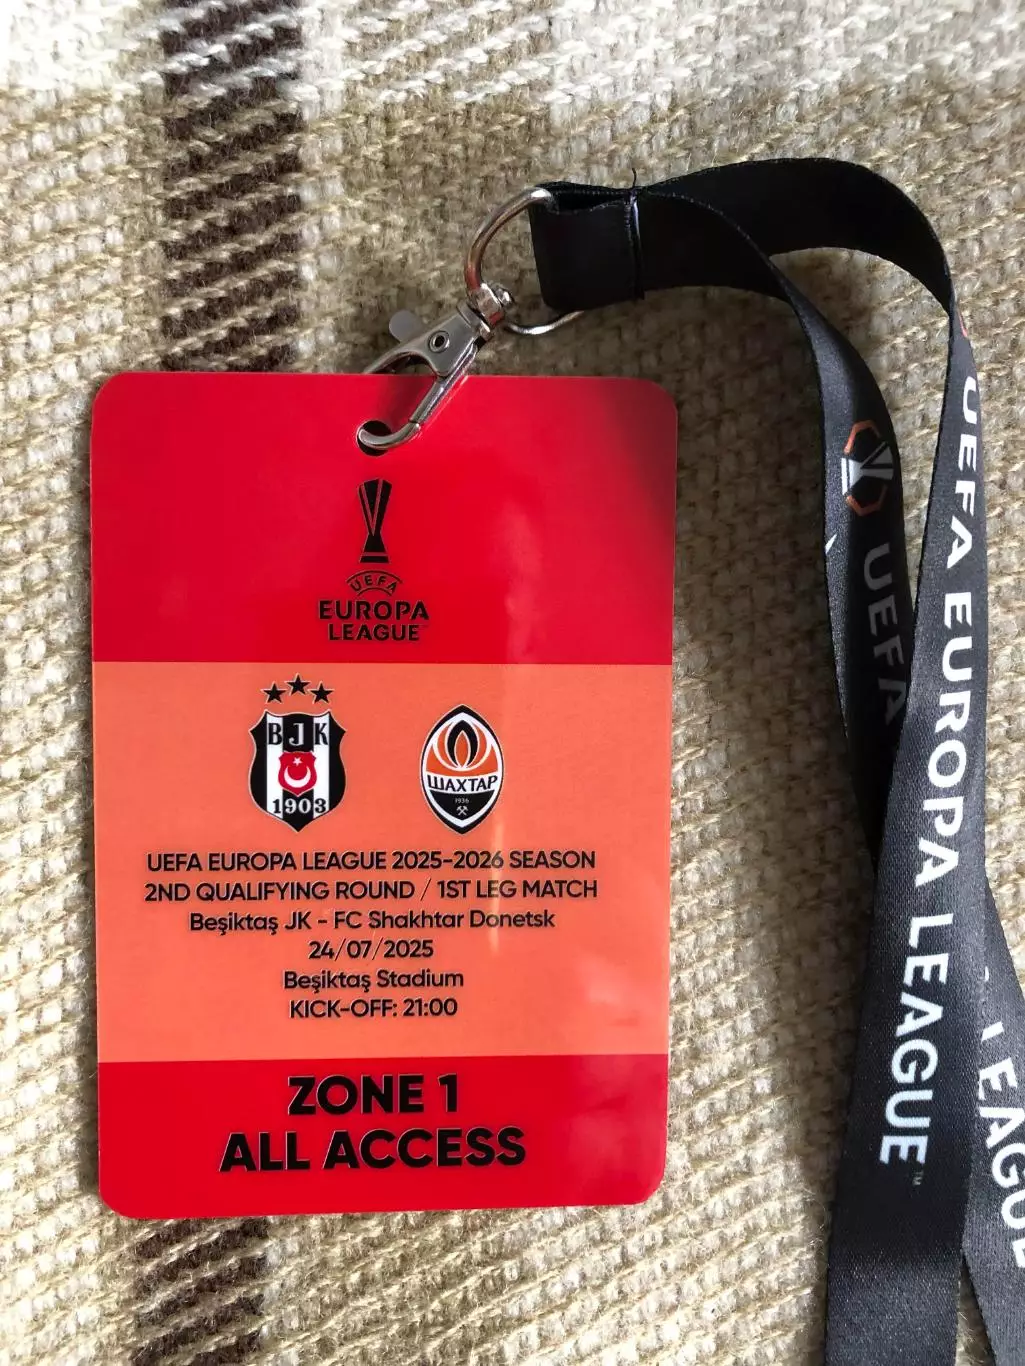 UEFA
EUROPA
LEAGUE™
BJK
1903
ШАХТАР
1936
UEFA EUROPA LEAGUE 2025-2026 SEASON
2ND QUALIFYING ROUND / 1ST LEG MATCH
Beşiktaş JK - FC Shakhtar Donetsk
24/07/2025
Beşiktaş Stadium
KICK-OFF: 21:00
ZONE 1
ALL ACCESS
UEFA
UEFA EUROPA LEAGUE™
LEAGUE